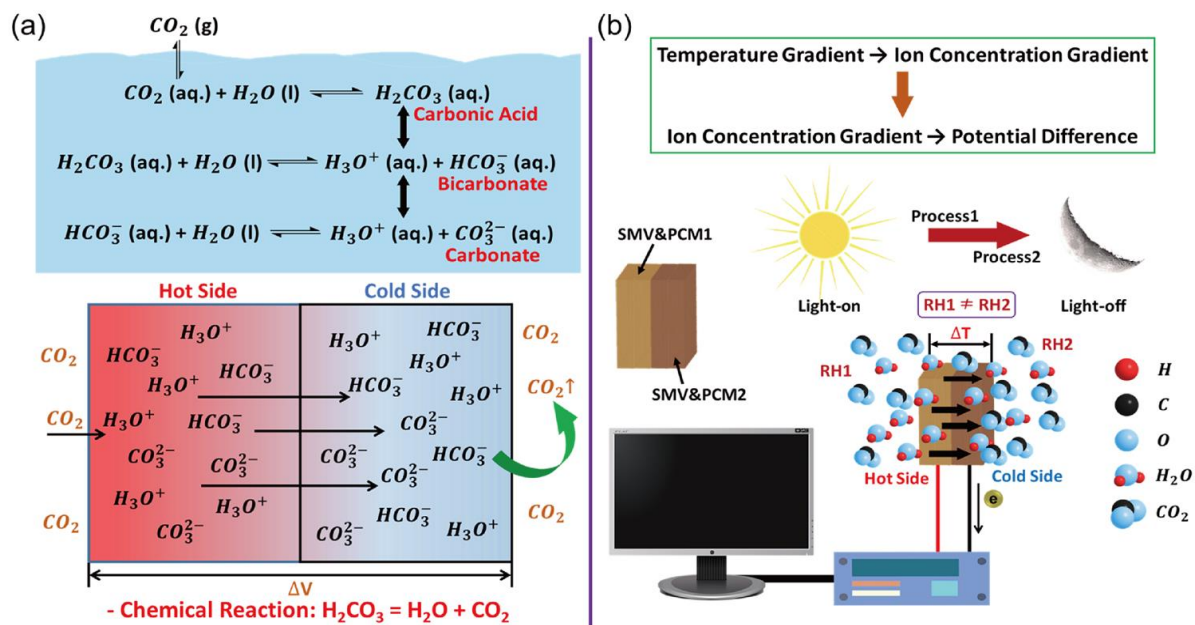 (a)
CO₂ (g)
CO₂ (aq.) + H₂O (l) ⇌ H₂CO₃ (aq.)
Carbonic Acid
H₂CO₃ (aq.) + H₂O (l) ⇌ H₃O⁺ (aq.) + HCO₃⁻ (aq.)
Bicarbonate
HCO₃⁻ (aq.) + H₂O (l) ⇌ H₃O⁺ (aq.) + CO₃²⁻ (aq.)
Carbonate
Hot Side
Cold Side
CO₂
CO₂
CO₂
H₃O⁺
HCO₃⁻
HCO₃⁻
H₃O⁺
H₃O⁺
HCO₃⁻
CO₃²⁻
CO₃²⁻
H₃O⁺
H₃O⁺
CO₃²⁻
HCO₃⁻
H₃O⁺
H₃O⁺
HCO₃⁻
H₃O⁺
CO₃²⁻
CO₃²⁻
HCO₃⁻
CO₃²⁻
HCO₃⁻
CO₃²⁻
H₃O⁺
CO₂
CO₂↑
CO₂
ΔV
- Chemical Reaction: H₂CO₃ = H₂O + CO₂
(b)
Temperature Gradient → Ion Concentration Gradient
Ion Concentration Gradient → Potential Difference
SMV&PCM1
SMV&PCM2
Process1
Process2
Light-on
Light-off
RH1 ≠ RH2
ΔT
RH1
RH2
Hot Side
Cold Side
e
H
C
O
H₂O
CO₂